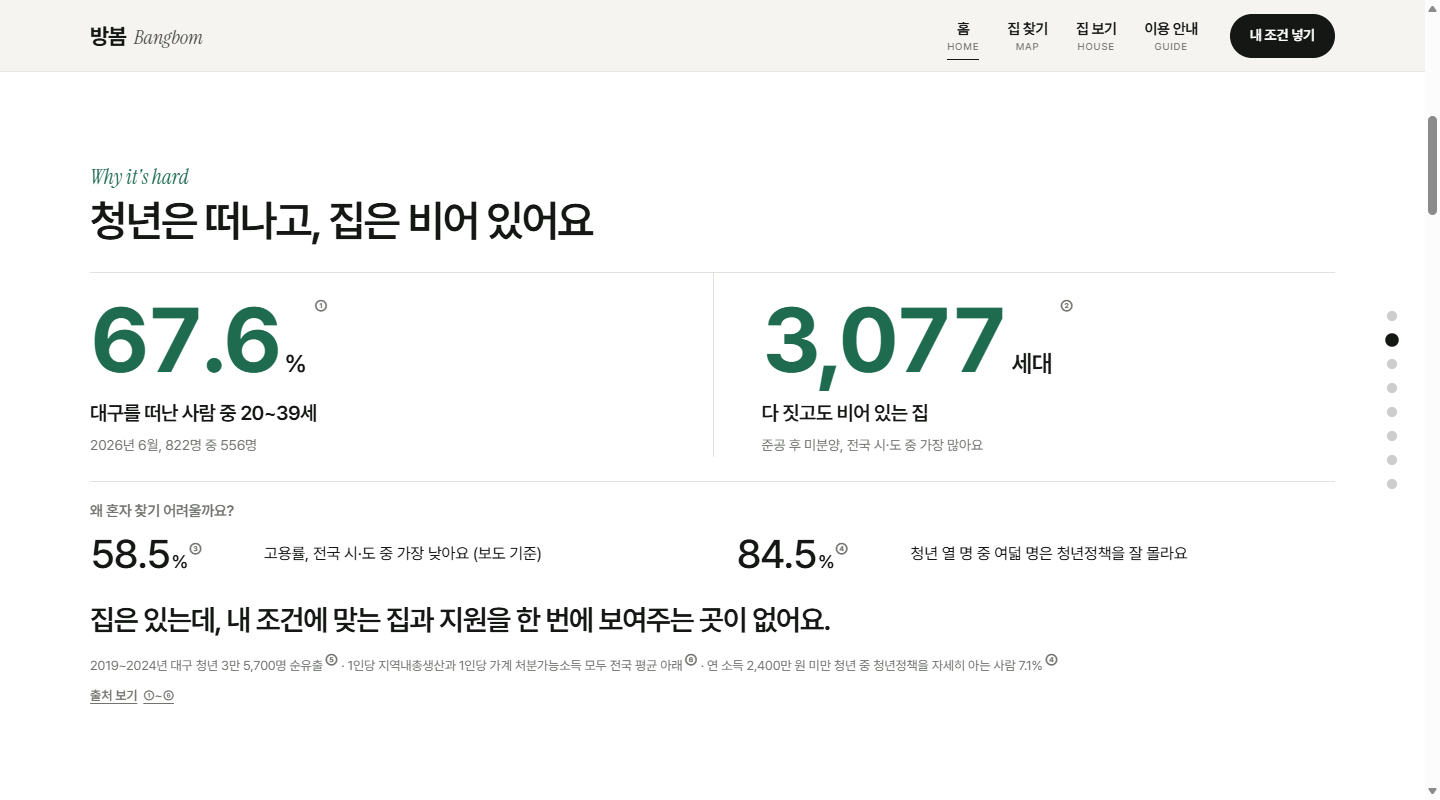 방봄 Bangbom
홈 집 찾기 집 보기 이용 안내
HOME MAP HOUSE GUIDE
내 조건 넣기
Why it's hard
청년은 떠나고, 집은 비어 있어요
67.6 % ①
대구를 떠난 사람 중 20~39세
2026년 6월, 822명 중 556명
3,077 세대 ②
다 짓고도 비어 있는 집
준공 후 미분양, 전국 시·도 중 가장 많아요
왜 혼자 찾기 어려울까요?
58.5% ③ 고용률, 전국 시·도 중 가장 낮아요 (보도 기준)
84.5% ④ 청년 열 명 중 여덟 명은 청년정책을 잘 몰라요
집은 있는데, 내 조건에 맞는 집과 지원을 한 번에 보여주는 곳이 없어요.
2019~2024년 대구 청년 3만 5,700명 순유출 ⑤ · 1인당 지역내총생산과 1인당 가계 처분가능소득 모두 전국 평균 아래 ⑥ · 연 소득 2,400만 원 미만 청년 중 청년정책을 자세히 아는 사람 7.1% ④
출처 보기 ①~⑥